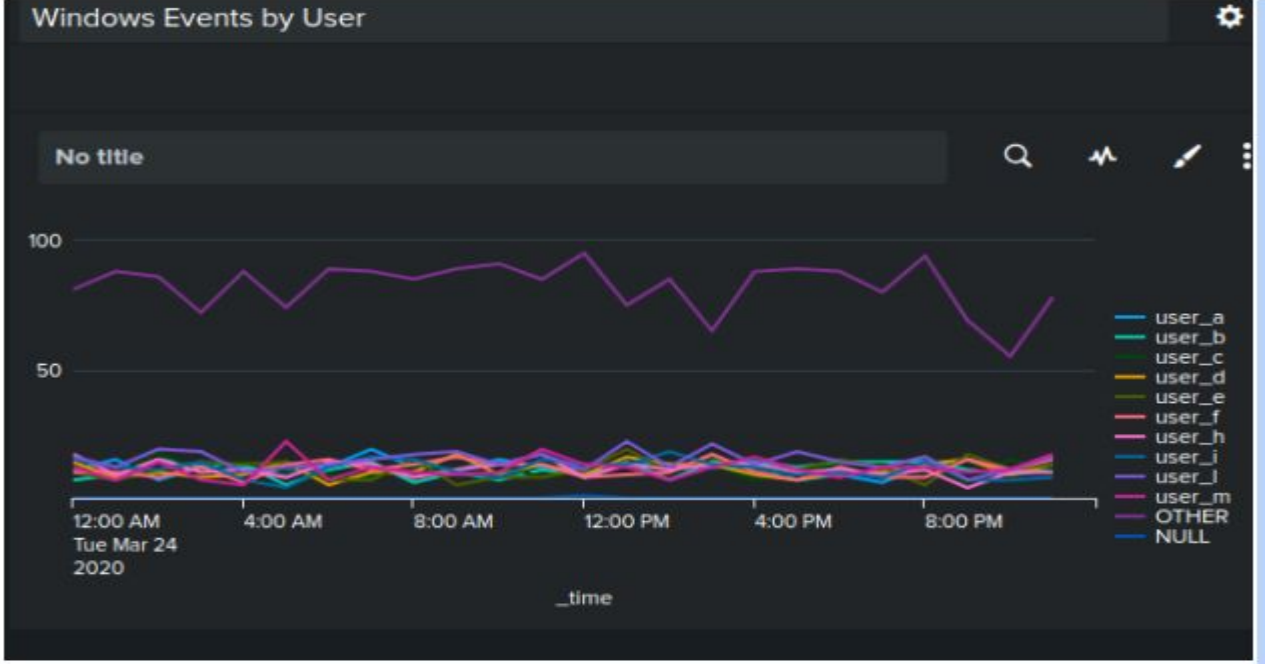 Windows Events by User
No title
100
50
12:00 AM
Tue Mar 24
2020
4:00 AM
8:00 AM
12:00 PM
4:00 PM
8:00 PM
_time
user_a
user_b
user_c
user_d
user_e
user_f
user_h
user_i
user_l
user_m
OTHER
NULL